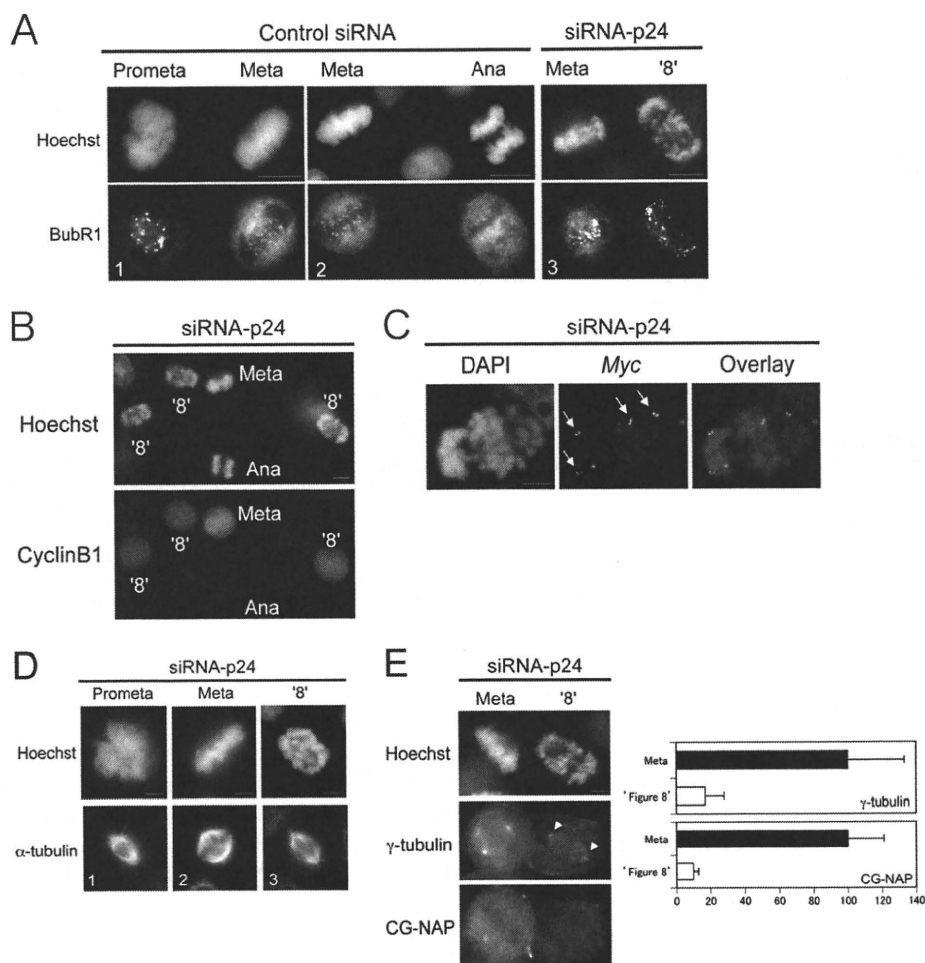 A
Control siRNA siRNA-p24
Prometa Meta Meta Ana Meta '8'
Hoechst
BubR1
1 2 3
B
siRNA-p24
Hoechst
Meta
'8' '8'
'8'
Ana
CyclinB1
Meta
'8' '8'
'8'
Ana
C
siRNA-p24
DAPI Myc Overlay
D
siRNA-p24
Prometa Meta '8'
Hoechst
α-tubulin
1 2 3
E
siRNA-p24
Meta '8'
Hoechst
γ-tubulin
CG-NAP
Meta
' Figure 8'
γ-tubulin
Meta
' Figure 8'
CG-NAP
0 20 40 60 80 100 120 140